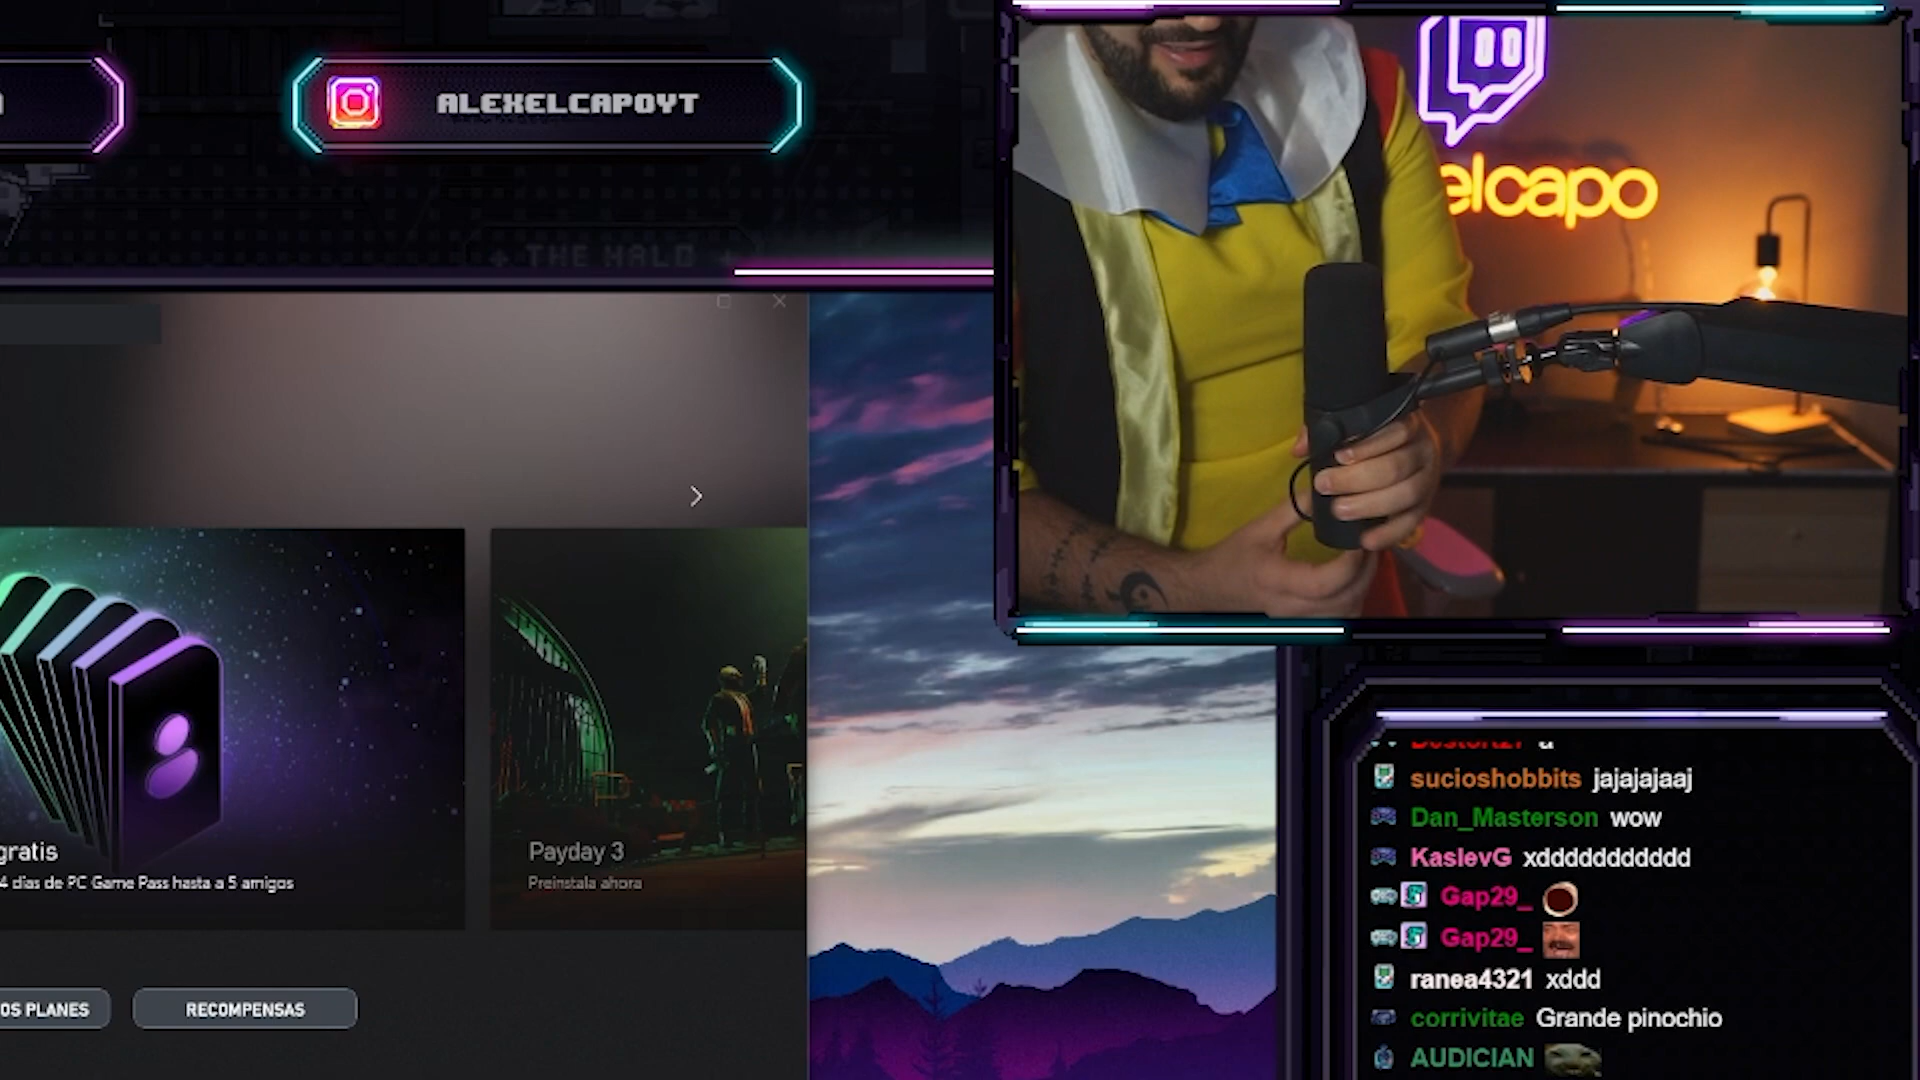 ALEXELCAPOYT
THE HALO
elcapo
gratis
4 días de PC Game Pass hasta a 5 amigos
Payday 3
Preinstala ahora
OS PLANES
RECOMPENSAS
sucioshobbits jajajajaaj
Dan_Masterson wow
KaslevG xddddddddddd
Gap29_
Gap29_
ranea4321 xddd
corrivitae Grande pinochio
AUDICIAN